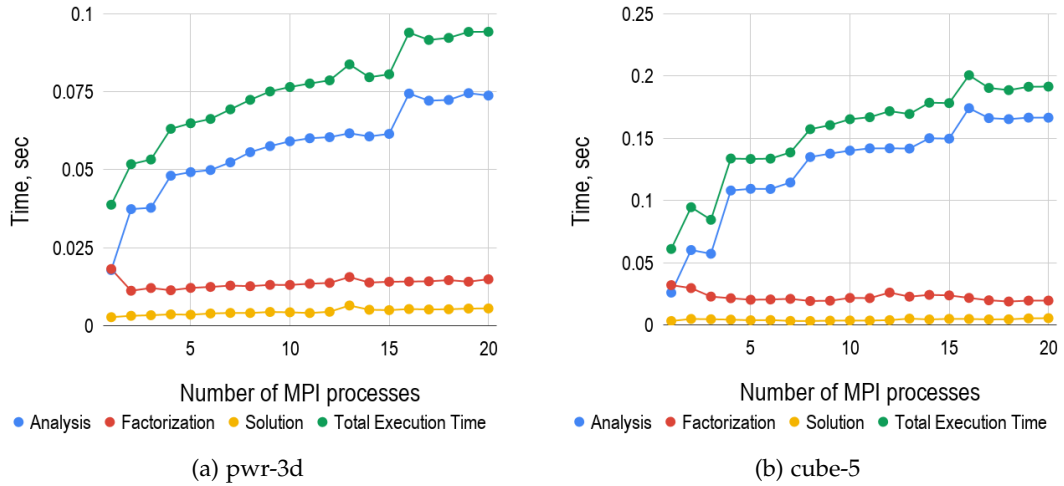 0.1
0.075
0.05
0.025
0
Time, sec
5
10
15
20
Number of MPI processes
Analysis
Factorization
Solution
Total Execution Time
(a) pwr-3d
0.25
0.2
0.15
0.1
0.05
0
Time, sec
5
10
15
20
Number of MPI processes
Analysis
Factorization
Solution
Total Execution Time
(b) cube-5